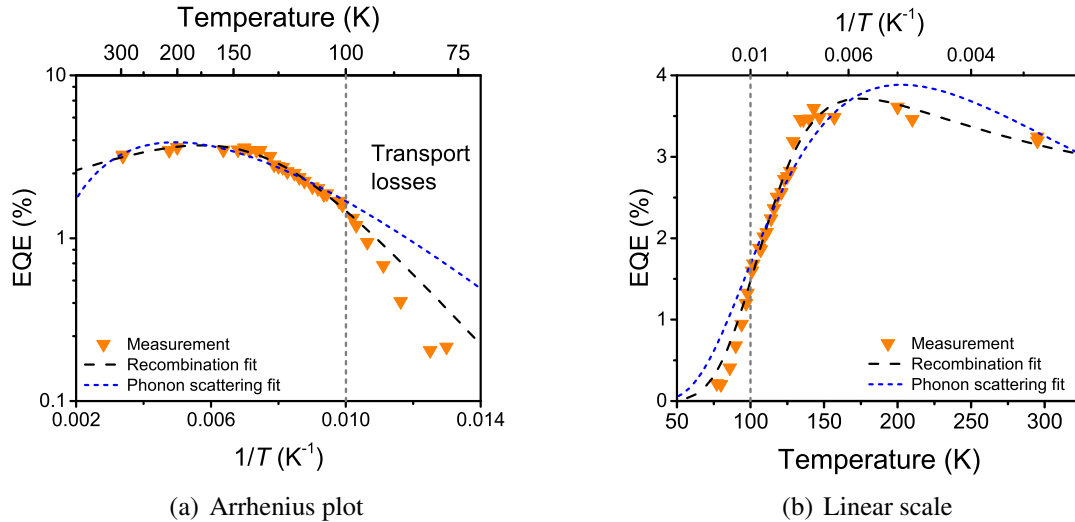 Temperature (K)
300 200 150 100 75
10
1
0.1
EQE (%)
Transport
losses
Measurement
Recombination fit
Phonon scattering fit
0.002 0.006 0.010 0.014
1/T (K-1)
(a) Arrhenius plot
1/T (K-1)
0.01 0.006 0.004
4
3
2
1
0
EQE (%)
Measurement
Recombination fit
Phonon scattering fit
50 100 150 200 250 300
Temperature (K)
(b) Linear scale